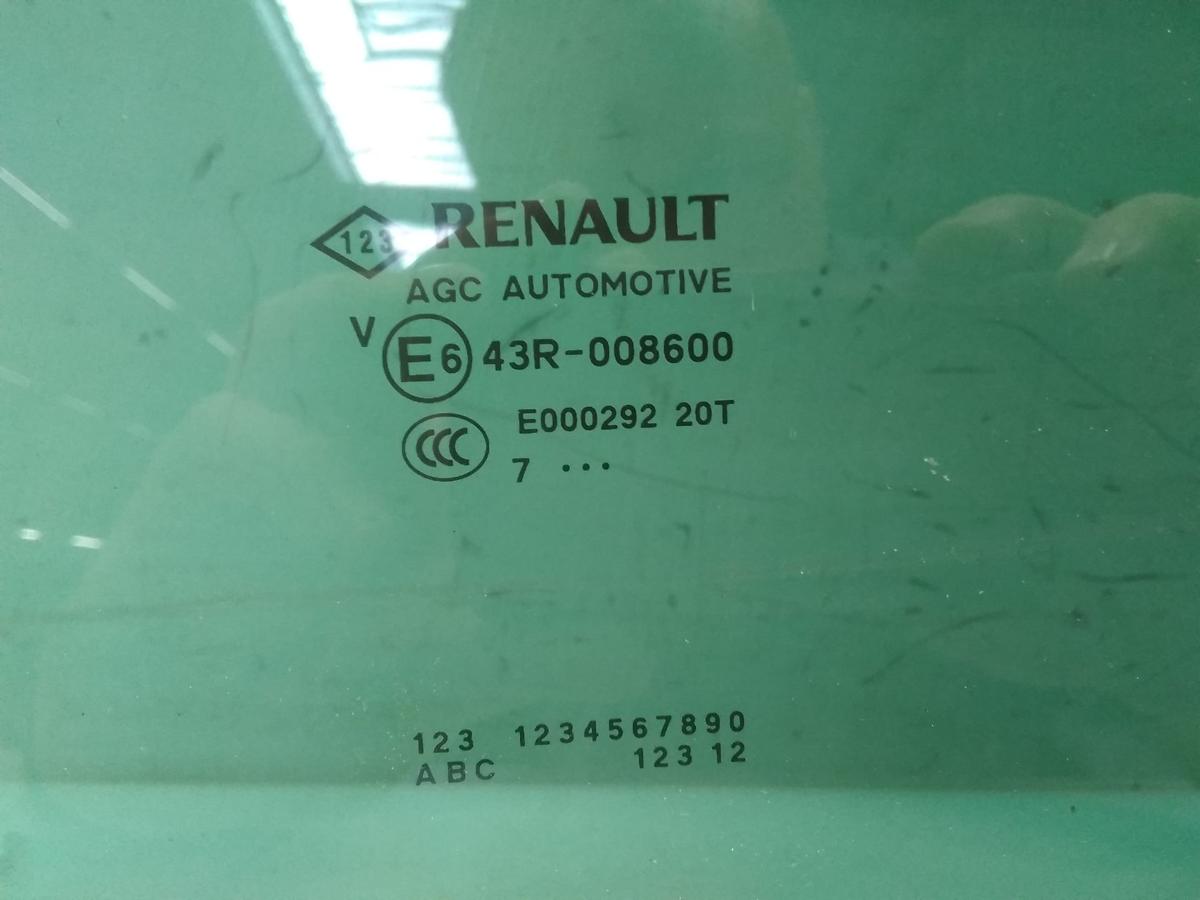 123 RENAULT
AGC AUTOMOTIVE
V E6 43R-008600
CCC E000292 20T
7 ...
123 1234567890
ABC 123 12